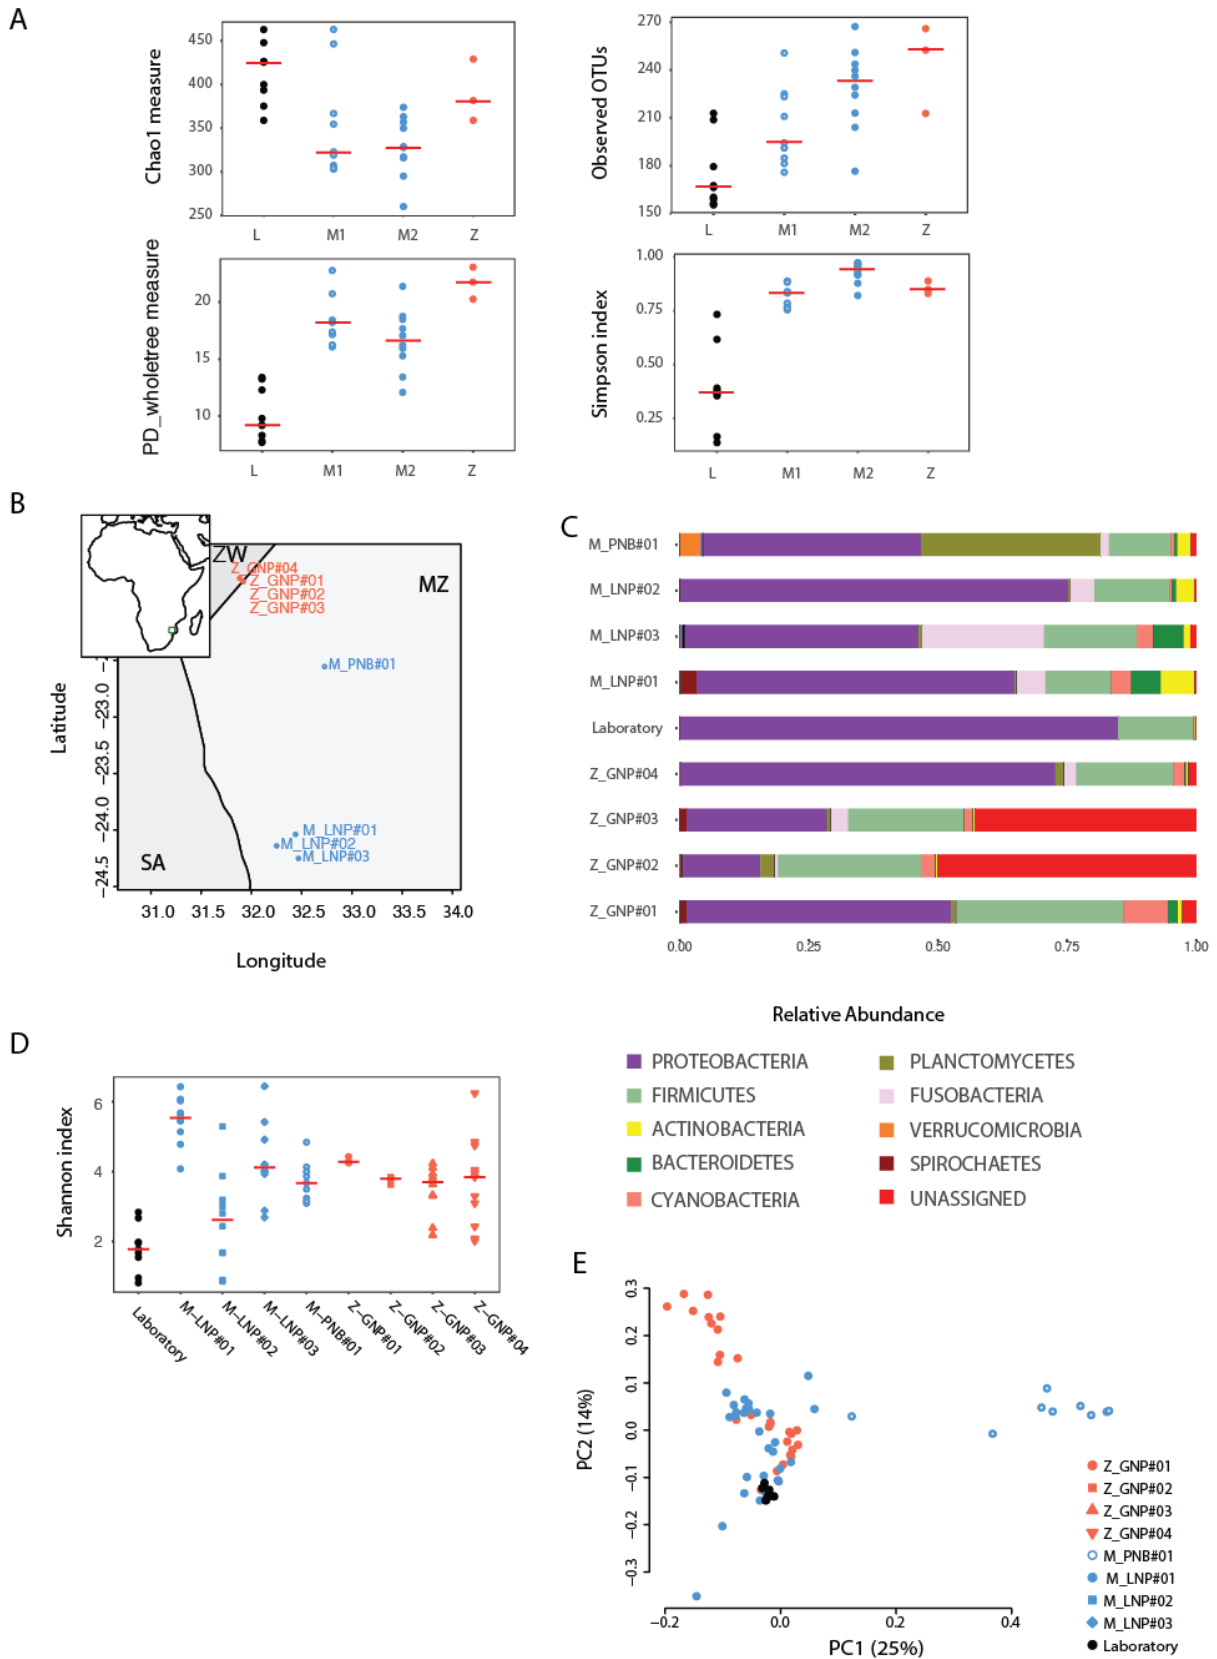 A
Chao1 measure
450
400
350
300
250
L M1 M2 Z
Observed OTUs
270
240
210
180
150
L M1 M2 Z
PD_wholetree measure
20
15
10
L M1 M2 Z
Simpson index
1.00
0.75
0.50
0.25
L M1 M2 Z
B
ZW
MZ
SA
Z_GNP#04
Z_GNP#01
Z_GNP#02
Z_GNP#03
M_PNB#01
M_LNP#01
M_LNP#02
M_LNP#03
Latitude
−23.0
−23.5
−24.0
−24.5
31.0 31.5 32.0 32.5 33.0 33.5 34.0
Longitude
C
M_PNB#01
M_LNP#02
M_LNP#03
M_LNP#01
Laboratory
Z_GNP#04
Z_GNP#03
Z_GNP#02
Z_GNP#01
0.00 0.25 0.50 0.75 1.00
Relative Abundance
PROTEOBACTERIA
FIRMICUTES
ACTINOBACTERIA
BACTEROIDETES
CYANOBACTERIA
PLANCTOMYCETES
FUSOBACTERIA
VERRUCOMICROBIA
SPIROCHAETES
UNASSIGNED
D
Shannon index
6
4
2
Laboratory
M−LNP#01
M−LNP#02
M−LNP#03
M−PNB#01
Z−GNP#01
Z−GNP#02
Z−GNP#03
Z−GNP#04
E
PC2 (14%)
0.3
0.2
0.1
0.0
−0.1
−0.2
−0.3
−0.2 0.0 0.2 0.4
PC1 (25%)
Z_GNP#01
Z_GNP#02
Z_GNP#03
Z_GNP#04
M_PNB#01
M_LNP#01
M_LNP#02
M_LNP#03
Laboratory